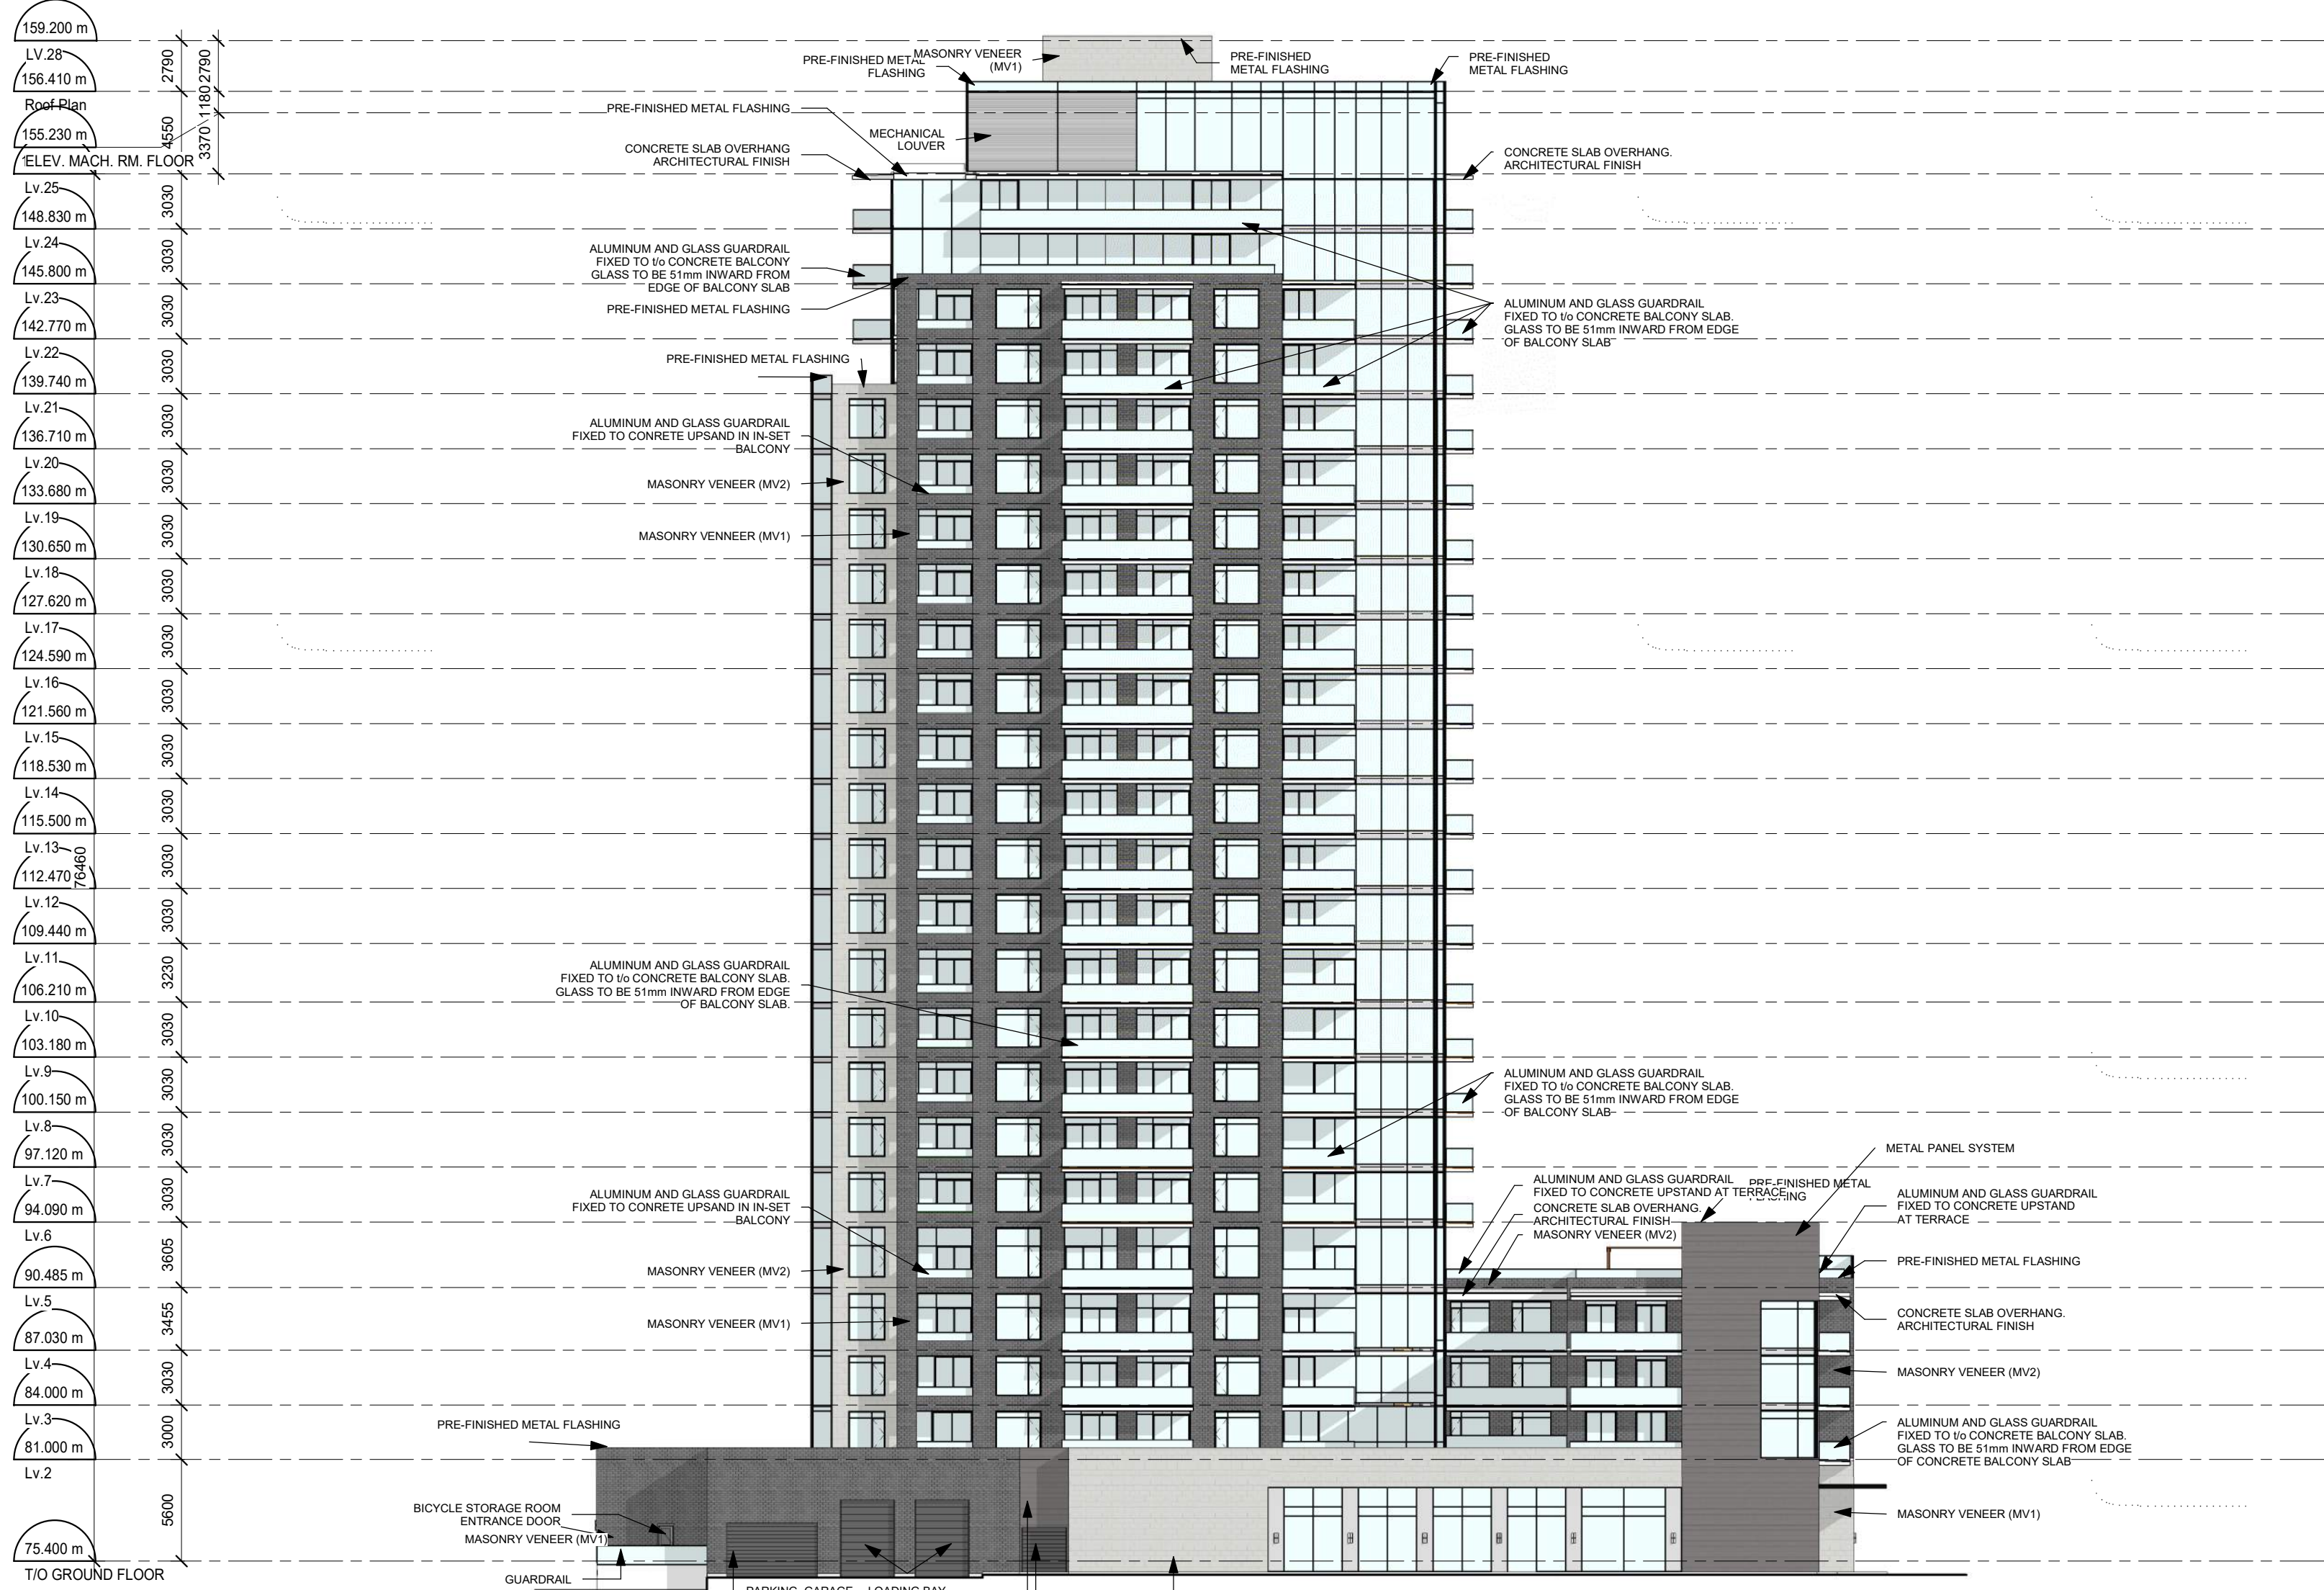 159.200 m
LV.28
156.410 m
Roof Plan
155.230 m
ELEV. MACH. RM. FLOOR
Lv.25
148.830 m
Lv.24
145.800 m
Lv.23
142.770 m
Lv.22
139.740 m
Lv.21
136.710 m
Lv.20
133.680 m
Lv.19
130.650 m
Lv.18
127.620 m
Lv.17
124.590 m
Lv.16
121.560 m
Lv.15
118.530 m
Lv.14
115.500 m
Lv.13
112.470
Lv.12
109.440 m
Lv.11
106.210 m
Lv.10
103.180 m
Lv.9
100.150 m
Lv.8
97.120 m
Lv.7
94.090 m
Lv.6
90.485 m
Lv.5
87.030 m
Lv.4
84.000 m
Lv.3
81.000 m
Lv.2
75.400 m
T/O GROUND FLOOR
76460
2790
4550
3030
3030
3030
3030
3030
3030
3030
3030
3030
3030
3030
3030
3030
3030
3230
3030
3030
3030
3030
3605
3455
3030
3000
5600
2790
1180
3370
PRE-FINISHED METAL
FLASHING
MASONRY VENEER
(MV1)
PRE-FINISHED
METAL FLASHING
PRE-FINISHED
METAL FLASHING
PRE-FINISHED METAL FLASHING
MECHANICAL
LOUVER
CONCRETE SLAB OVERHANG
ARCHITECTURAL FINISH
CONCRETE SLAB OVERHANG.
ARCHITECTURAL FINISH
ALUMINUM AND GLASS GUARDRAIL
FIXED TO t/o CONCRETE BALCONY
GLASS TO BE 51mm INWARD FROM
EDGE OF BALCONY SLAB
PRE-FINISHED METAL FLASHING
ALUMINUM AND GLASS GUARDRAIL
FIXED TO t/o CONCRETE BALCONY SLAB.
GLASS TO BE 51mm INWARD FROM EDGE
OF BALCONY SLAB
PRE-FINISHED METAL FLASHING
ALUMINUM AND GLASS GUARDRAIL
FIXED TO CONRETE UPSAND IN IN-SET
BALCONY
MASONRY VENEER (MV2)
MASONRY VENNEER (MV1)
ALUMINUM AND GLASS GUARDRAIL
FIXED TO t/o CONCRETE BALCONY SLAB.
GLASS TO BE 51mm INWARD FROM EDGE
OF BALCONY SLAB.
ALUMINUM AND GLASS GUARDRAIL
FIXED TO t/o CONCRETE BALCONY SLAB.
GLASS TO BE 51mm INWARD FROM EDGE
OF BALCONY SLAB
METAL PANEL SYSTEM
ALUMINUM AND GLASS GUARDRAIL
FIXED TO CONCRETE UPSTAND AT TERRACE
PRE-FINISHED METAL
CONCRETE SLAB OVERHANG.
ARCHITECTURAL FINISH
MASONRY VENEER (MV2)
ALUMINUM AND GLASS GUARDRAIL
FIXED TO CONCRETE UPSTAND
AT TERRACE
ALUMINUM AND GLASS GUARDRAIL
FIXED TO CONRETE UPSAND IN IN-SET
BALCONY
PRE-FINISHED METAL FLASHING
MASONRY VENEER (MV2)
CONCRETE SLAB OVERHANG.
ARCHITECTURAL FINISH
MASONRY VENEER (MV1)
MASONRY VENEER (MV2)
PRE-FINISHED METAL FLASHING
ALUMINUM AND GLASS GUARDRAIL
FIXED TO t/o CONCRETE BALCONY SLAB.
GLASS TO BE 51mm INWARD FROM EDGE
OF CONCRETE BALCONY SLAB
BICYCLE STORAGE ROOM
ENTRANCE DOOR
MASONRY VENEER (MV1)
MASONRY VENEER (MV1)
GUARDRAIL
PARKING GARAGE
LOADING BAY